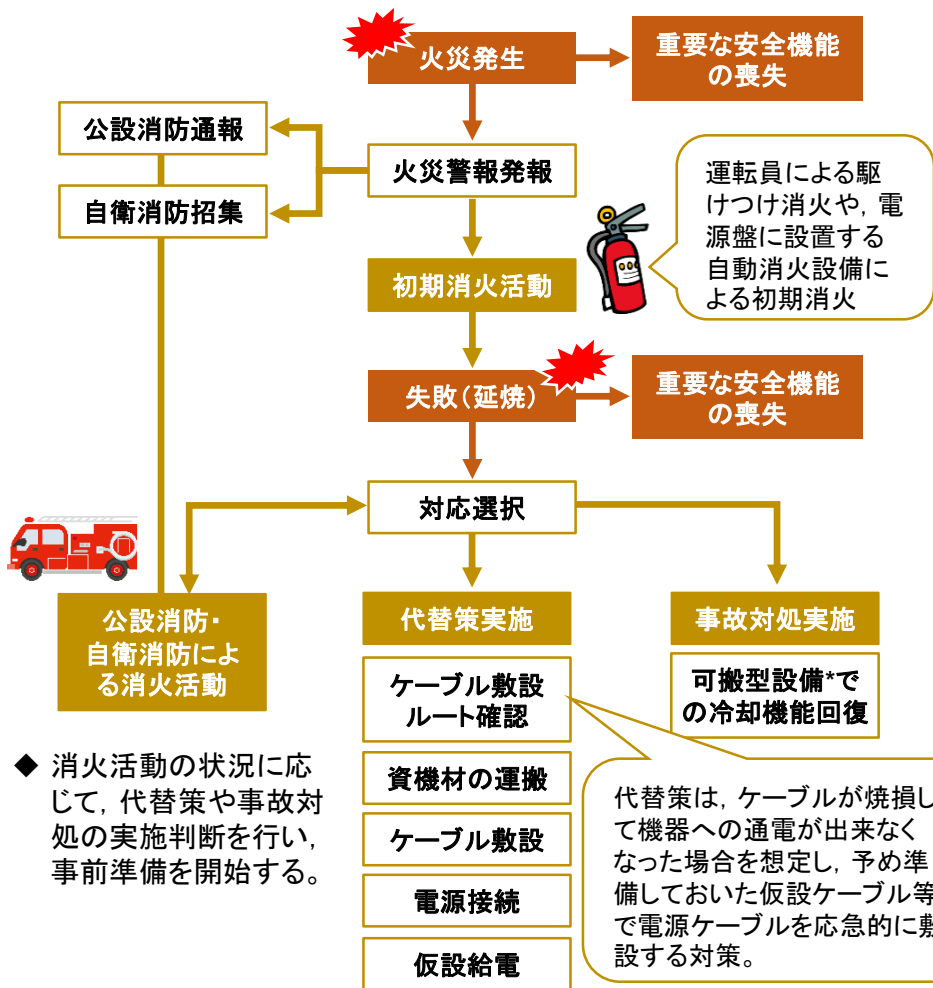 火災発生
重要な安全機能
の喪失
公設消防通報
火災警報発報
自衛消防招集
運転員による駆
けつけ消火や，電
源盤に設置する
自動消火設備に
よる初期消火
初期消火活動
失敗（延焼）
重要な安全機能
の喪失
対応選択
公設消防・
自衛消防によ
る消火活動
代替策実施
事故対処実施
ケーブル敷設
ルート確認
可搬型設備*で
の冷却機能回復
◆ 消火活動の状況に応
じて，代替策や事故対
処の実施判断を行い，
事前準備を開始する。
資機材の運搬
ケーブル敷設
電源接続
仮設給電
代替策は，ケーブルが焼損し
て機器への通電が出来なく
なった場合を想定し，予め準
備しておいた仮設ケーブル等
で電源ケーブルを応急的に敷
設する対策。